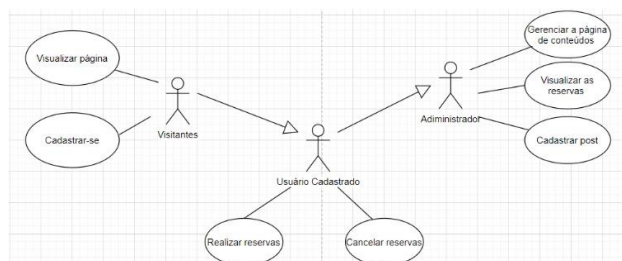 Visualizar página
Cadastrar-se
Visitantes
Usuário Cadastrado
Realizar reservas
Cancelar reservas
Adiministrador
Gerenciar a página
de conteúdos
Visualizar as
reservas
Cadastrar post